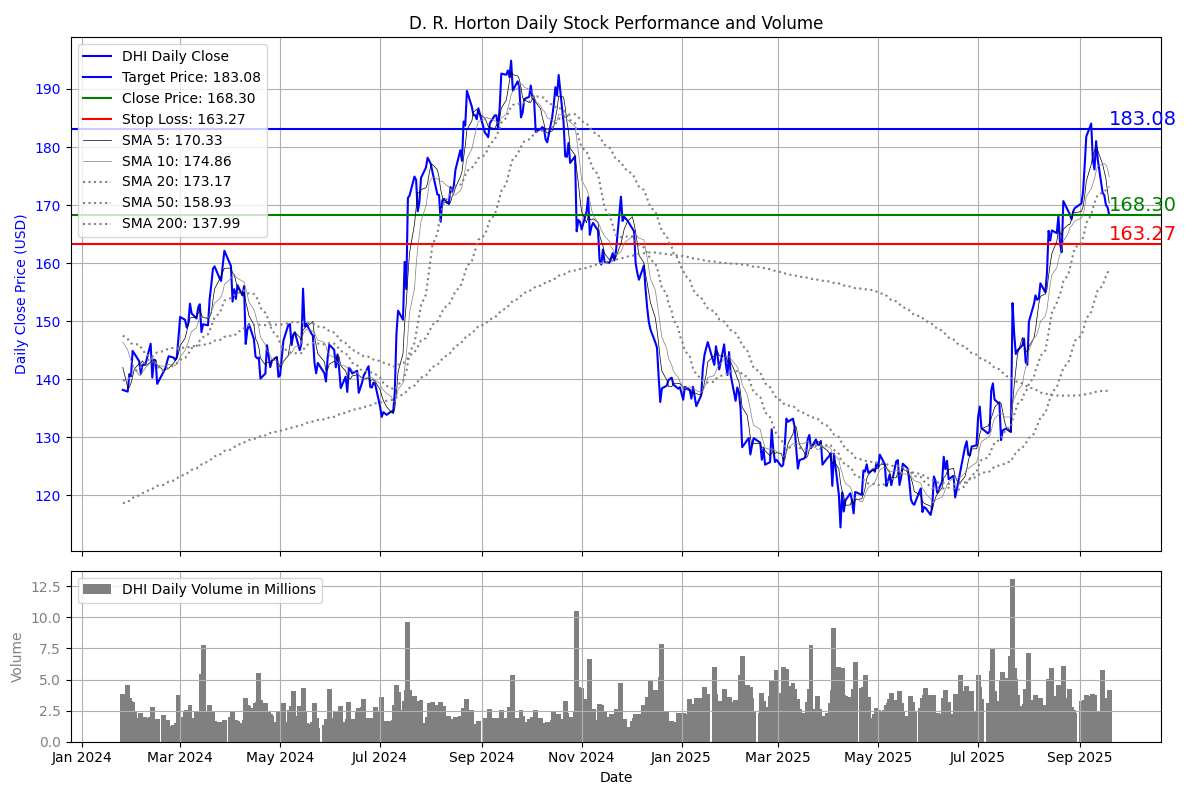 D. R. Horton Daily Stock Performance and Volume
DHI Daily Close
Target Price: 183.08
Close Price: 168.30
Stop Loss: 163.27
SMA 5: 170.33
SMA 10: 174.86
SMA 20: 173.17
SMA 50: 158.93
SMA 200: 137.99
190
180
170
160
150
140
130
120
Daily Close Price (USD)
183.08
168.30
163.27
DHI Daily Volume in Millions
12.5
10.0
7.5
5.0
2.5
0.0
Volume
Jan 2024 Mar 2024 May 2024 Jul 2024 Sep 2024 Nov 2024 Jan 2025 Mar 2025 May 2025 Jul 2025 Sep 2025
Date